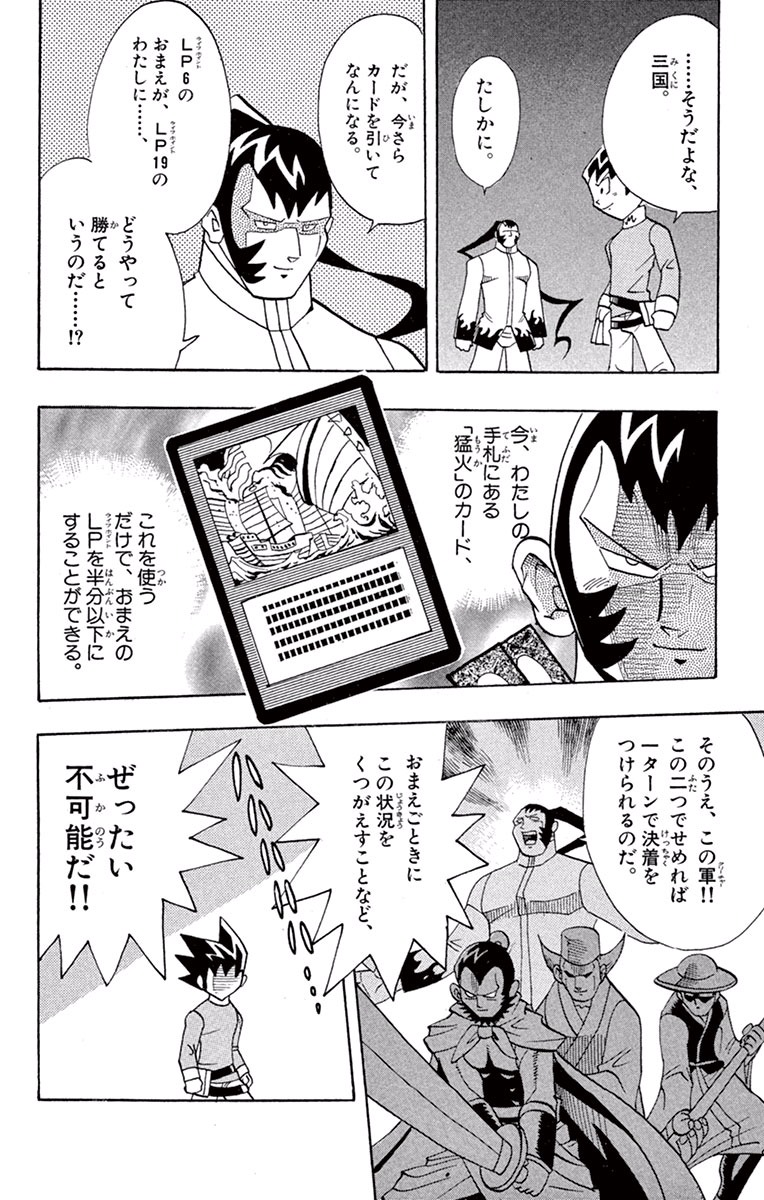 ……そうだよな、
三国。
たしかに。
だが、今さら
カードを引いて
なんになる。
LP6の
おまえが、LP19の
わたしに……、
どうやって
勝てると
いうのだ……!?
今、わたしの
手札にある
「猛火」のカード、
これを使う
だけで、おまえの
LPを半分以下に
することができる。
そのうえ、この軍!!
この二つでせめれば
一ターンで決着を
つけられるのだ。
おまえごときに
この状況を
くつがえすことなど、
ぜったい
不可能だ!!